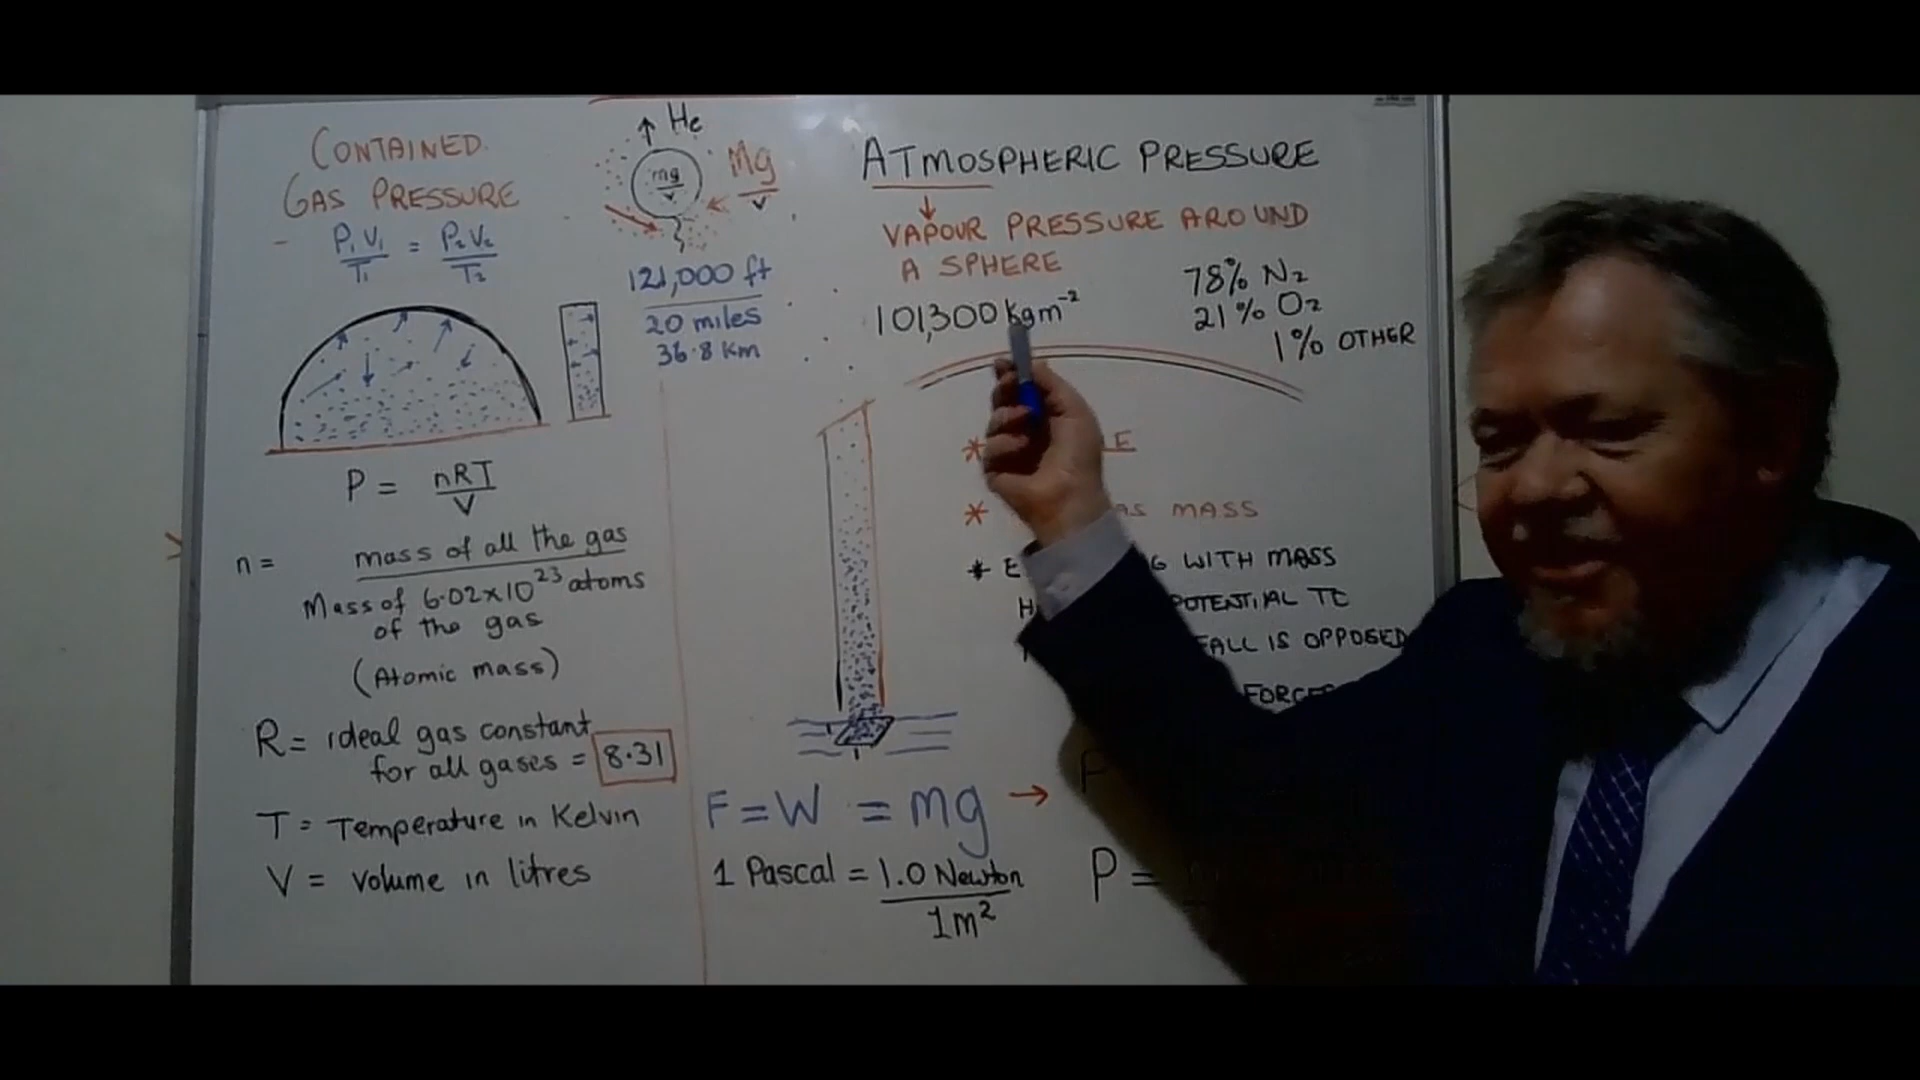 CONTAINED
GAS PRESSURE
P₁V₁ = P₂V₂
T₁ T₂
P = nRT
V
n = mass of all the gas
Mass of 6.02x10²³ atoms
of the gas
(Atomic mass)
R = ideal gas constant
for all gases = 8.31
T = Temperature in Kelvin
V = volume in litres
He
mg
v
Mg
v
121,000 ft
20 miles
36.8 km
ATMOSPHERIC PRESSURE
VAPOUR PRESSURE AROUND
A SPHERE
101,300 kgm⁻²
78% N₂
21% O₂
1% OTHER
*
* MASS
* WITH MASS
POTENTIAL TO
FALL IS OPPOSED
F = W = mg →
1 Pascal = 1.0 Newton
1m²
P =